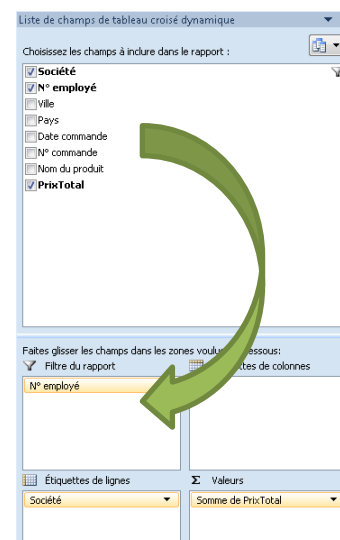 Liste de champs de tableau croisé dynamique
Choisissez les champs à inclure dans le rapport :
Société
N° employé
Ville
Pays
Date commande
N° commande
Nom du produit
PrixTotal
Faites glisser les champs dans les zones essous:
Filtre du rapport
tes de colonnes
N° employé
Étiquettes de lignes
Σ Valeurs
Société
Somme de PrixTotal